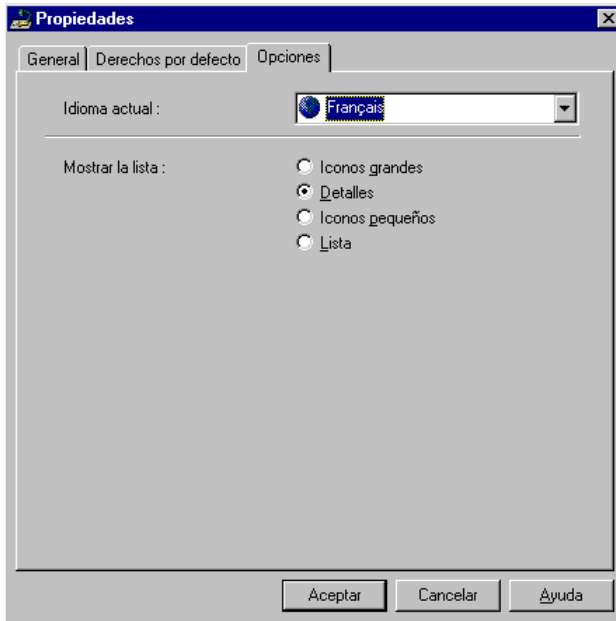 Propiedades
General Derechos por defecto Opciones
Idioma actual : Français
Mostrar la lista : Iconos grandes
Detalles
Iconos pequeños
Lista
Aceptar Cancelar Ayuda